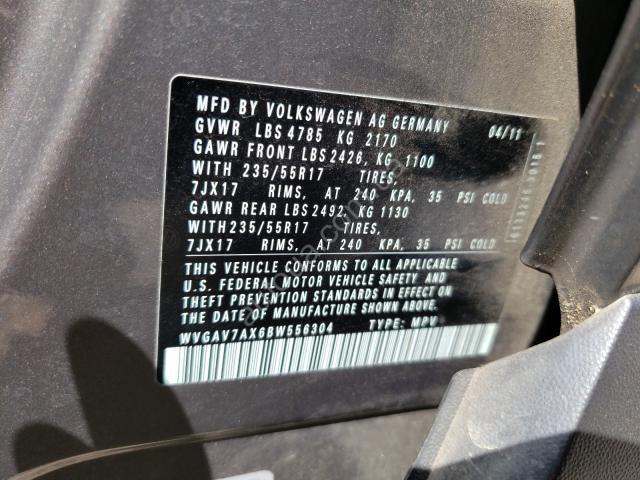 MFD BY VOLKSWAGEN AG GERMANY 04/11
GVWR LBS 4785 KG 2170
GAWR FRONT LBS 2426, KG 1100
WITH 235/55R17 TIRES,
7JX17 RIMS, AT 240 KPA, 35 PSI COLD
GAWR REAR LBS 2492, KG 1130
WITH 235/55R17 TIRES,
7JX17 RIMS, AT 240 KPA, 35 PSI COLD
THIS VEHICLE CONFORMS TO ALL APPLICABLE
U.S. FEDERAL MOTOR VEHICLE SAFETY AND
THEFT PREVENTION STANDARDS IN EFFECT
ON THE DATE OF MANUFACTURE SHOWN ABOVE.
WVGAV7AX6BW556304 TYPE: MPV